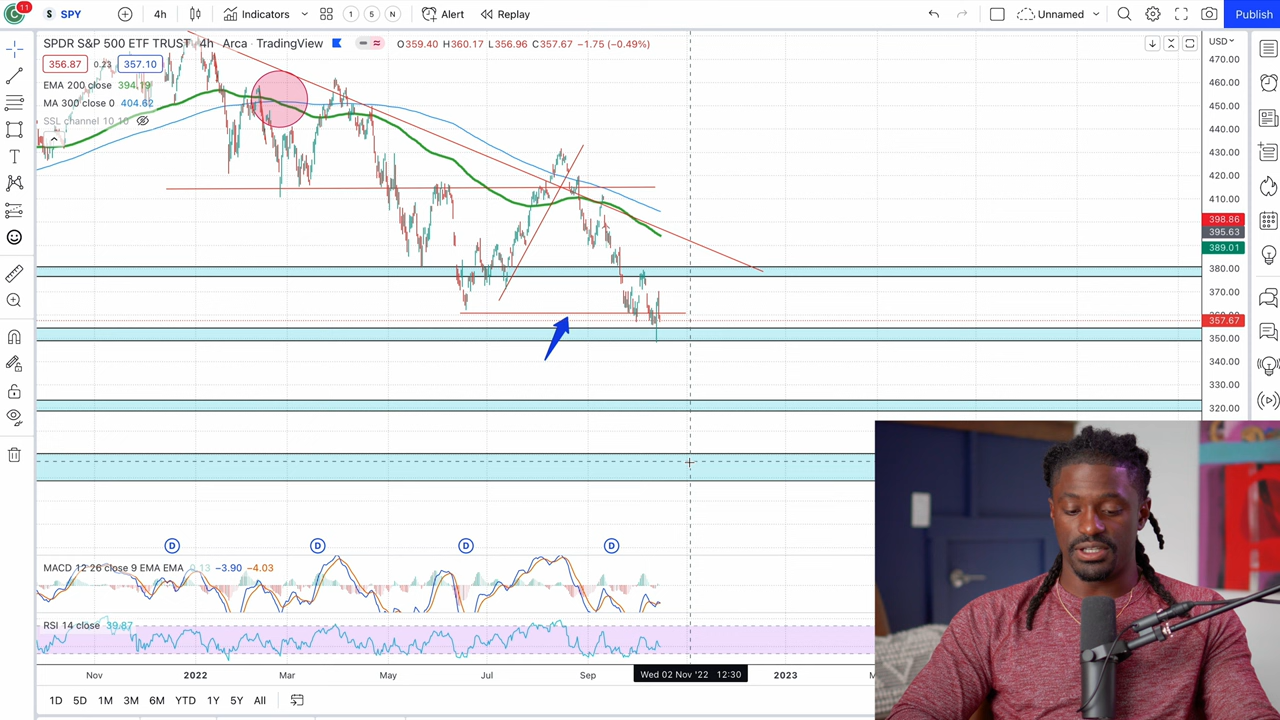 11
SPY
4h
Indicators
1
5
N
Alert
Replay
Unnamed
Publish
SPDR S&P 500 ETF TRUST · 4h · Arca · TradingView
O359.40 H360.17 L356.96 C357.67 −1.75 (−0.49%)
USD
356.87
0.23
357.10
EMA 200 close 394.19
MA 300 close 0 404.62
SSL channel 10 10
470.00
460.00
450.00
440.00
430.00
420.00
410.00
398.86
395.63
389.01
380.00
370.00
357.67
350.00
340.00
330.00
320.00
D
D
D
D
MACD 12 26 close 9 EMA EMA 0.13 −3.90 −4.03
RSI 14 close 39.87
Nov
2022
Mar
May
Jul
Sep
Wed 02 Nov '22 12:30
2023
1D
5D
1M
3M
6M
YTD
1Y
5Y
All